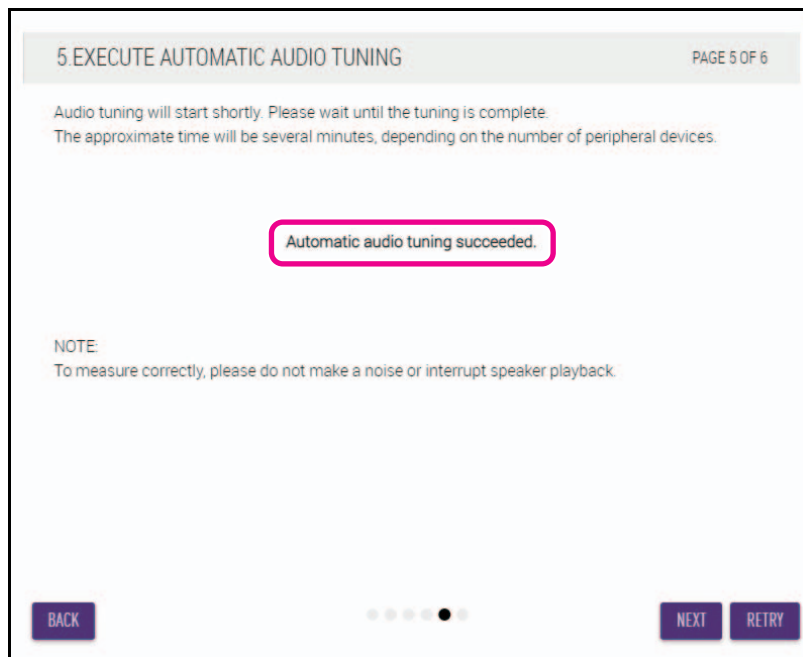 5.EXECUTE AUTOMATIC AUDIO TUNING PAGE 5 OF 6
Audio tuning will start shortly. Please wait until the tuning is complete.
The approximate time will be several minutes, depending on the number of peripheral devices.
Automatic audio tuning succeeded.
NOTE:
To measure correctly, please do not make a noise or interrupt speaker playback.
BACK NEXT RETRY